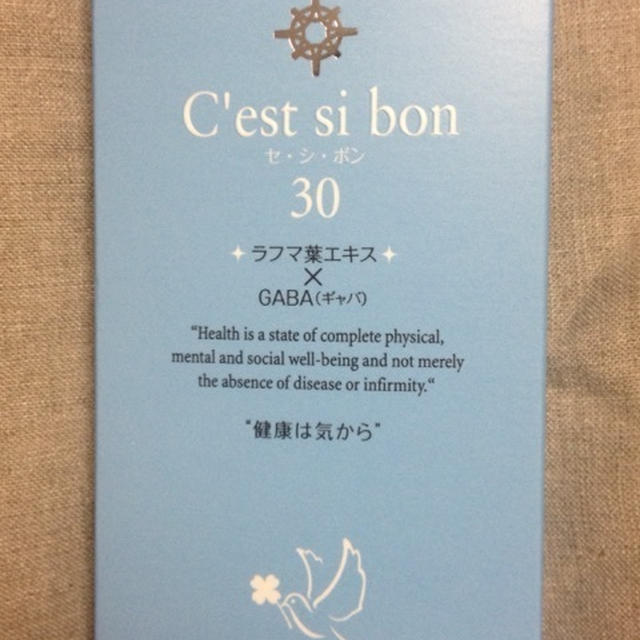 C'est si bon
セ・シ・ボン
30
ラフマ葉エキス
×
GABA(ギャバ)
“Health is a state of complete physical,
mental and social well-being and not merely
the absence of disease or infirmity.“
“健康は気から”